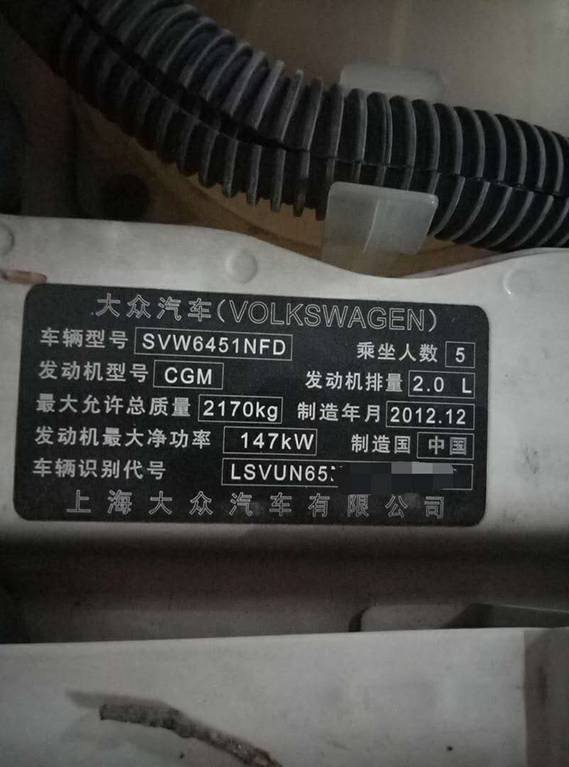 大众汽车(VOLKSWAGEN)
车辆型号 SVW6451NFD 乘坐人数 5
发动机型号 CGM 发动机排量 2.0 L
最大允许总质量 2170kg 制造年月 2012.12
发动机最大净功率 147kW 制造国 中国
车辆识别代号 LSVUN65
上海大众汽车有限公司